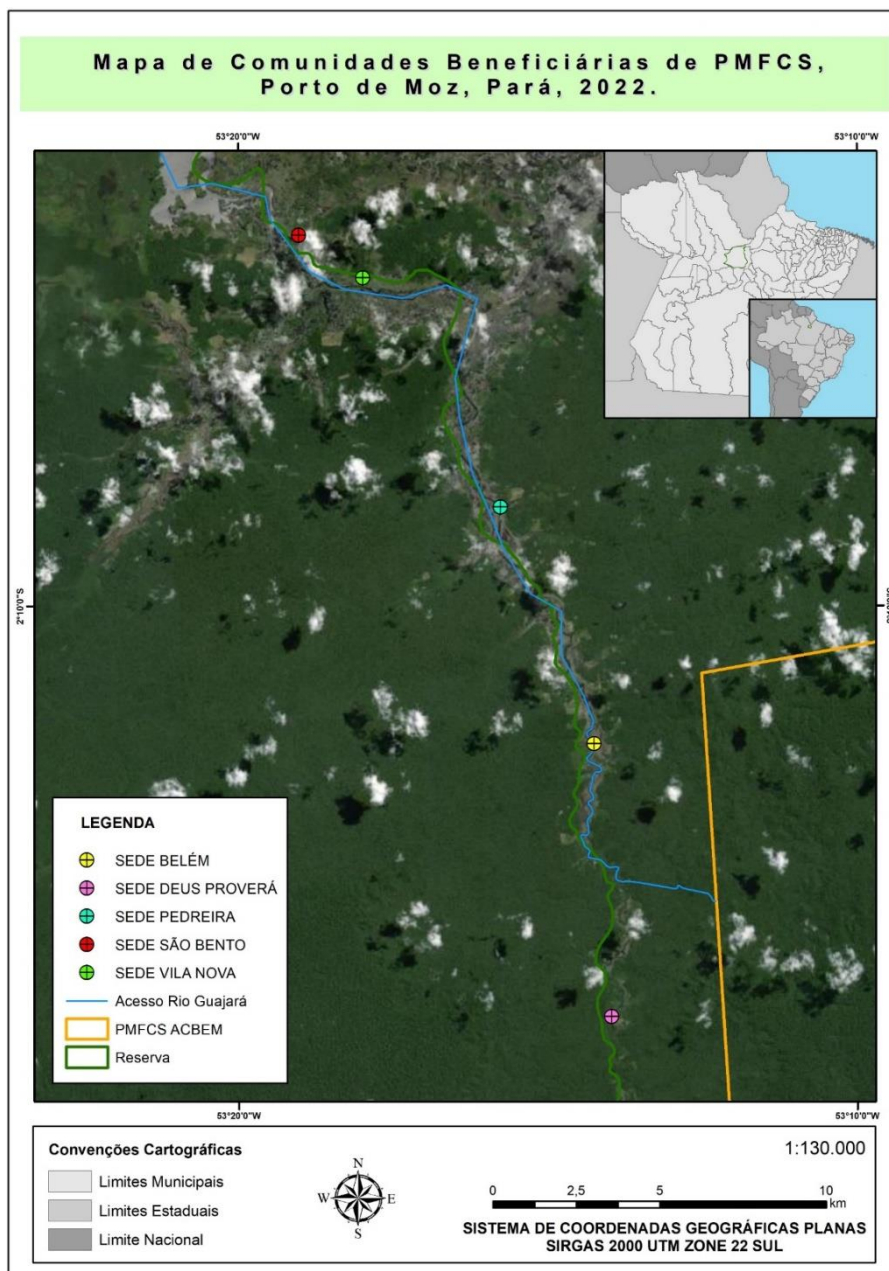 Mapa de Comunidades Beneficiárias de PMFCS,
Porto de Moz, Pará, 2022.
53°20'0"W
53°10'0"W
2°10'0"S
2°10'0"S
LEGENDA
SEDE BELÉM
SEDE DEUS PROVERÁ
SEDE PEDREIRA
SEDE SÃO BENTO
SEDE VILA NOVA
Acesso Rio Guajará
PMFCS ACBEM
Reserva
53°20'0"W
53°10'0"W
Convenções Cartográficas
Limites Municipais
Limites Estaduais
Limite Nacional
N
W
E
S
1:130.000
0
2,5
5
10
km
SISTEMA DE COORDENADAS GEOGRÁFICAS PLANAS
SIRGAS 2000 UTM ZONE 22 SUL